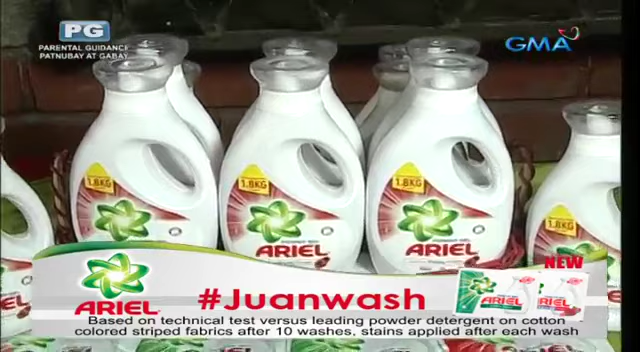 PG
PARENTAL GUIDANCE
PATNUBAY AT GABAY
GMA
1.8KG
1.8KG
1.8KG
1.8KG
ARIEL
ARIEL
ARIEL
ARIEL
#Juanwash
NEW
ARIEL
ARIEL
Based on technical test versus leading powder detergent on cotton
colored striped fabrics after 10 washes, stains applied after each wash